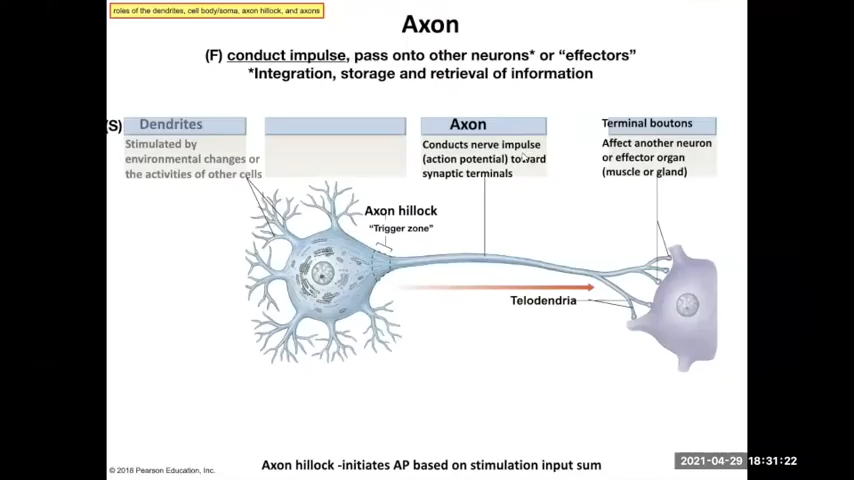 roles of the dendrites, cell body/soma, axon hillock, and axons
Axon
(F) conduct impulse, pass onto other neurons* or “effectors”
*Integration, storage and retrieval of information
(S)
Dendrites
Stimulated by
environmental changes or
the activities of other cells
Axon
Conducts nerve impulse
(action potential) toward
synaptic terminals
Terminal boutons
Affect another neuron
or effector organ
(muscle or gland)
Axon hillock
“Trigger zone”
Telodendria
Axon hillock -initiates AP based on stimulation input sum
© 2018 Pearson Education, Inc.
2021-04-29 18:31:22